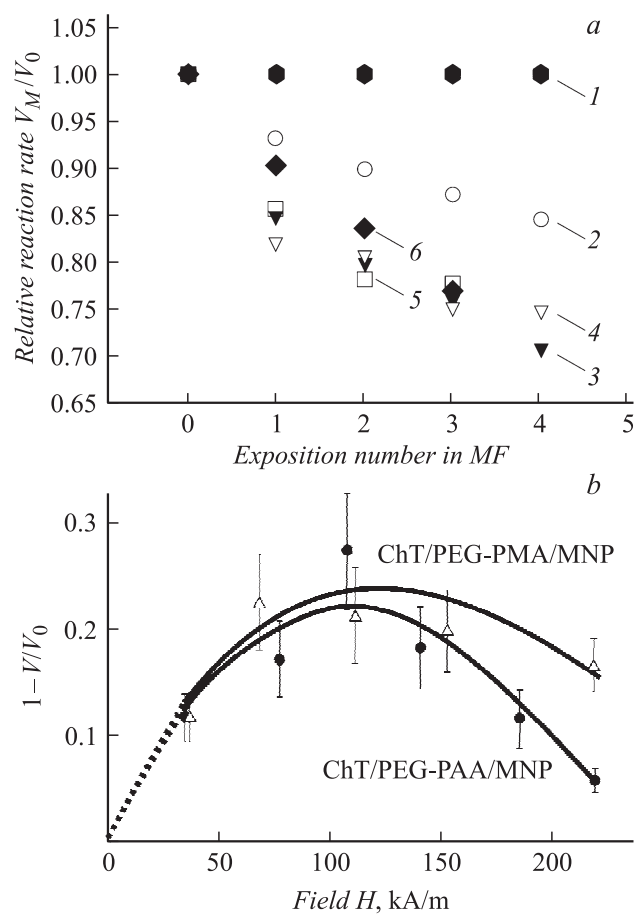 a
Relative reaction rate V_M/V_0
1.05
1.00
0.95
0.90
0.85
0.80
0.75
0.70
0.65
1
2
6
5
4
3
0 1 2 3 4 5
Exposition number in MF
b
1–V/V_0
0.3
0.2
0.1
ChT/PEG-PMA/MNP
ChT/PEG-PAA/MNP
0 50 100 150 200
Field H, kA/m